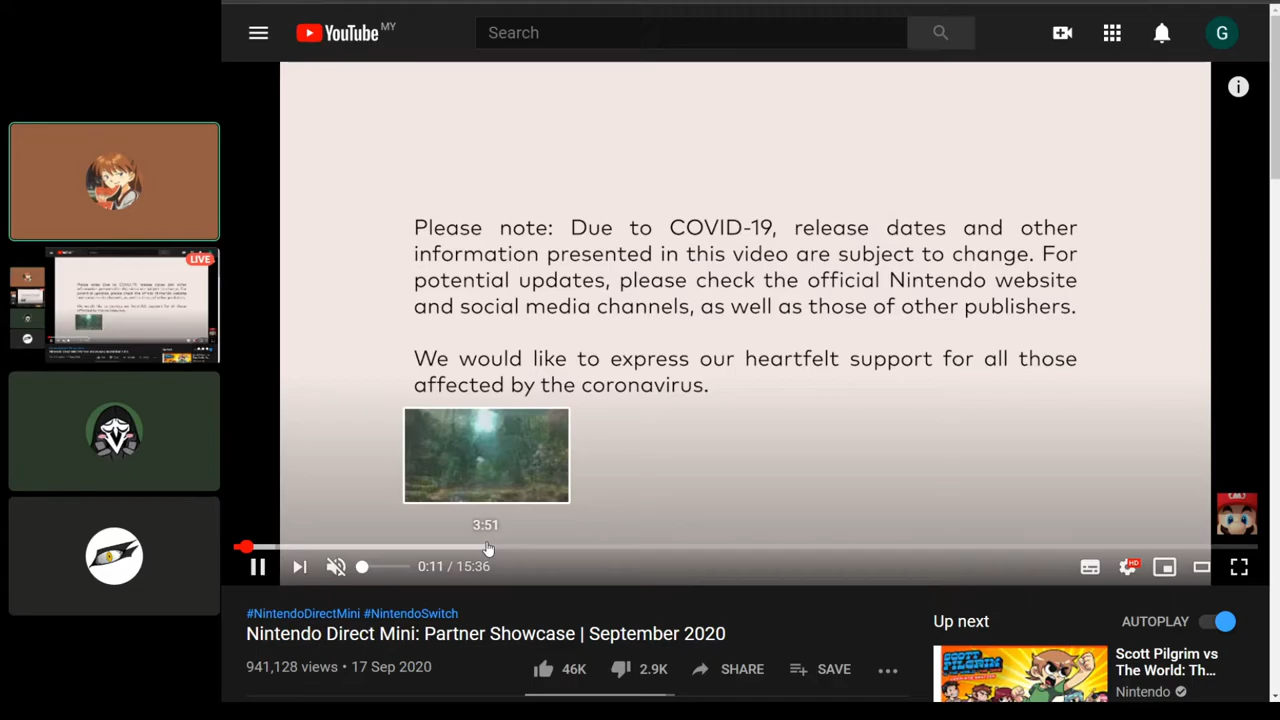 YouTube MY
Search
G
LIVE
Please note: Due to COVID-19, release dates and other
information presented in this video are subject to change. For
potential updates, please check the official Nintendo website
and social media channels, as well as those of other publishers.
We would like to express our heartfelt support for all those
affected by the coronavirus.
3:51
0:11 / 15:36
HD
#NintendoDirectMini #NintendoSwitch
Nintendo Direct Mini: Partner Showcase | September 2020
941,128 views • 17 Sep 2020
46K
2.9K
SHARE
SAVE
Up next
AUTOPLAY
SCOTT
PILGRIM
Scott Pilgrim vs
The World: Th...
Nintendo